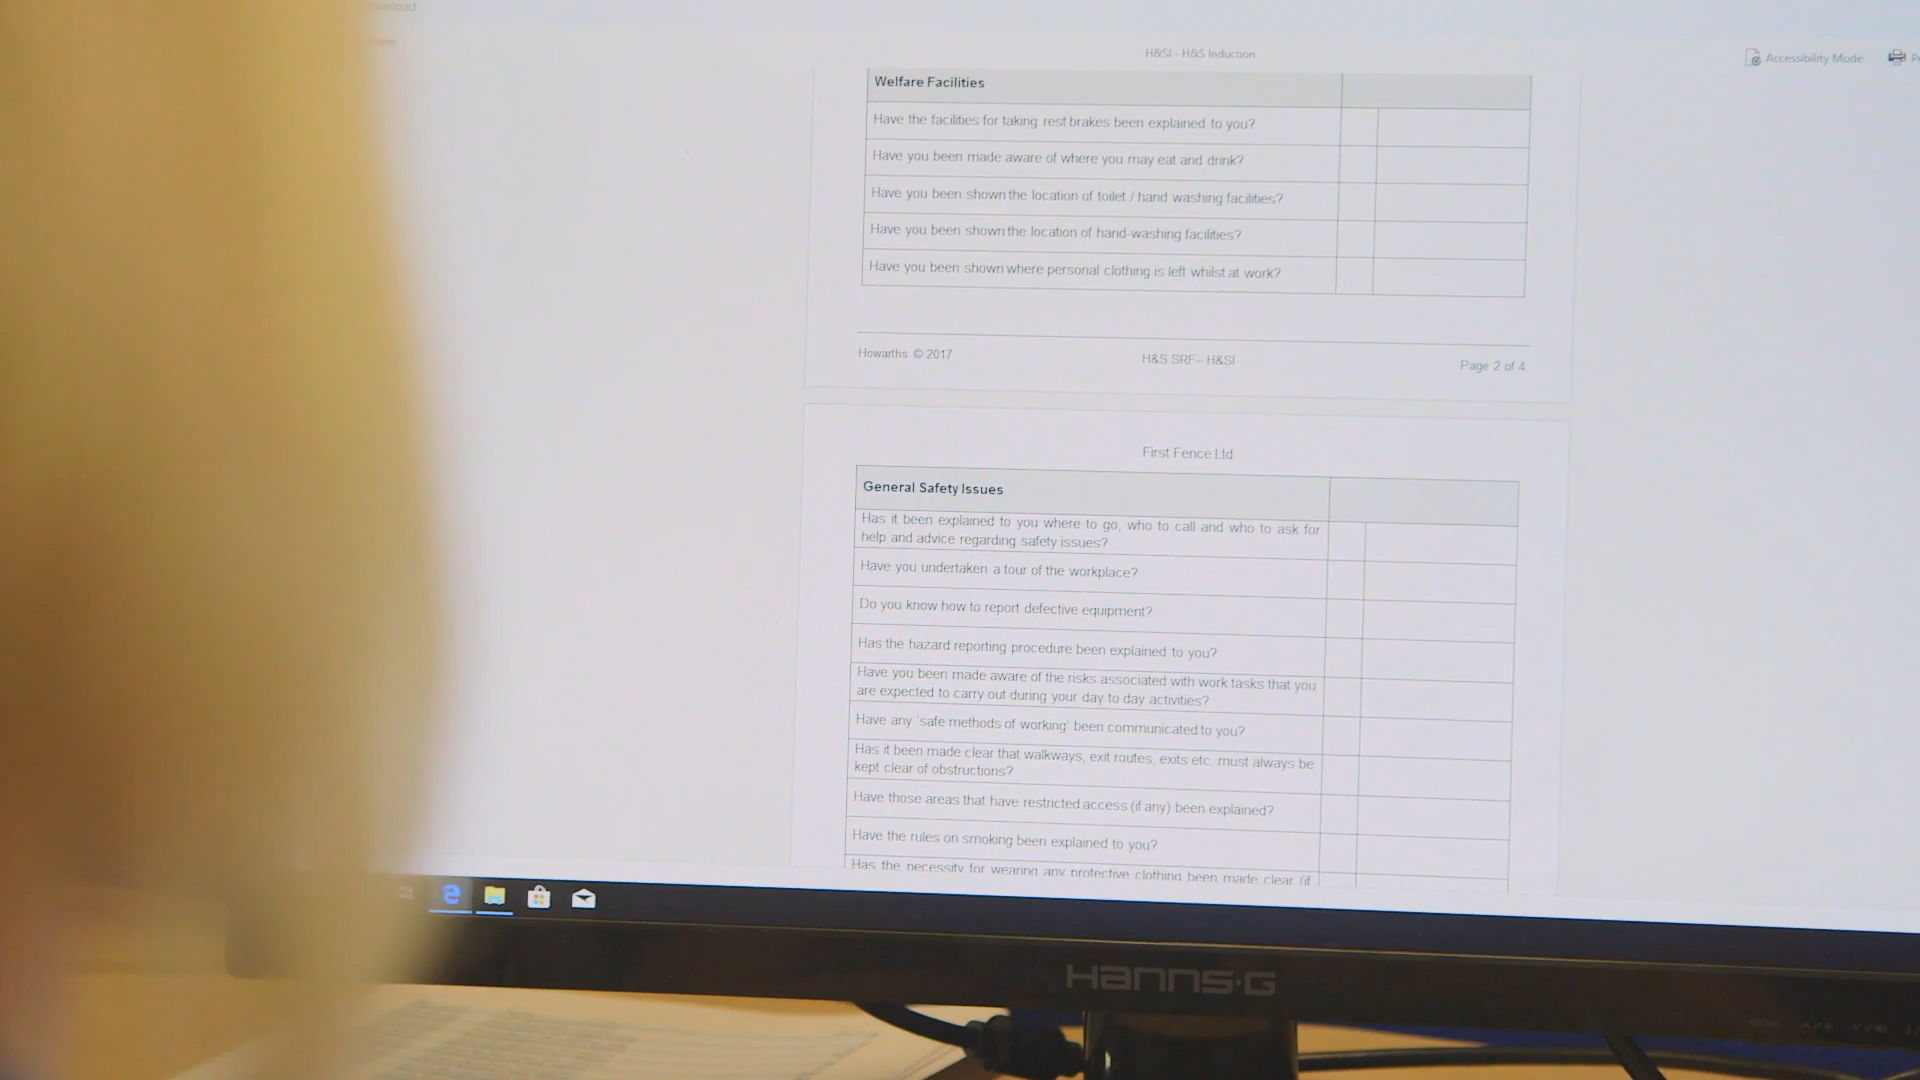 H&SI - H&S Induction
Accessibility Mode
Welfare Facilities
Have the facilities for taking rest brakes been explained to you?
Have you been made aware of where you may eat and drink?
Have you been shown the location of toilet / hand washing facilities?
Have you been shown the location of hand-washing facilities?
Have you been shown where personal clothing is left whilst at work?
Howarths © 2017
H&S SRF– H&SI
Page 2 of 4
First Fence Ltd
General Safety Issues
Has it been explained to you where to go, who to call and who to ask for
help and advice regarding safety issues?
Have you undertaken a tour of the workplace?
Do you know how to report defective equipment?
Has the hazard reporting procedure been explained to you?
Have you been made aware of the risks associated with work tasks that you
are expected to carry out during your day to day activities?
Have any 'safe methods of working' been communicated to you?
Has it been made clear that walkways, exit routes, exits etc. must always be
kept clear of obstructions?
Have those areas that have restricted access (if any) been explained?
Have the rules on smoking been explained to you?
Has the necessity for wearing any protective clothing been made clear (if
HANNS·G